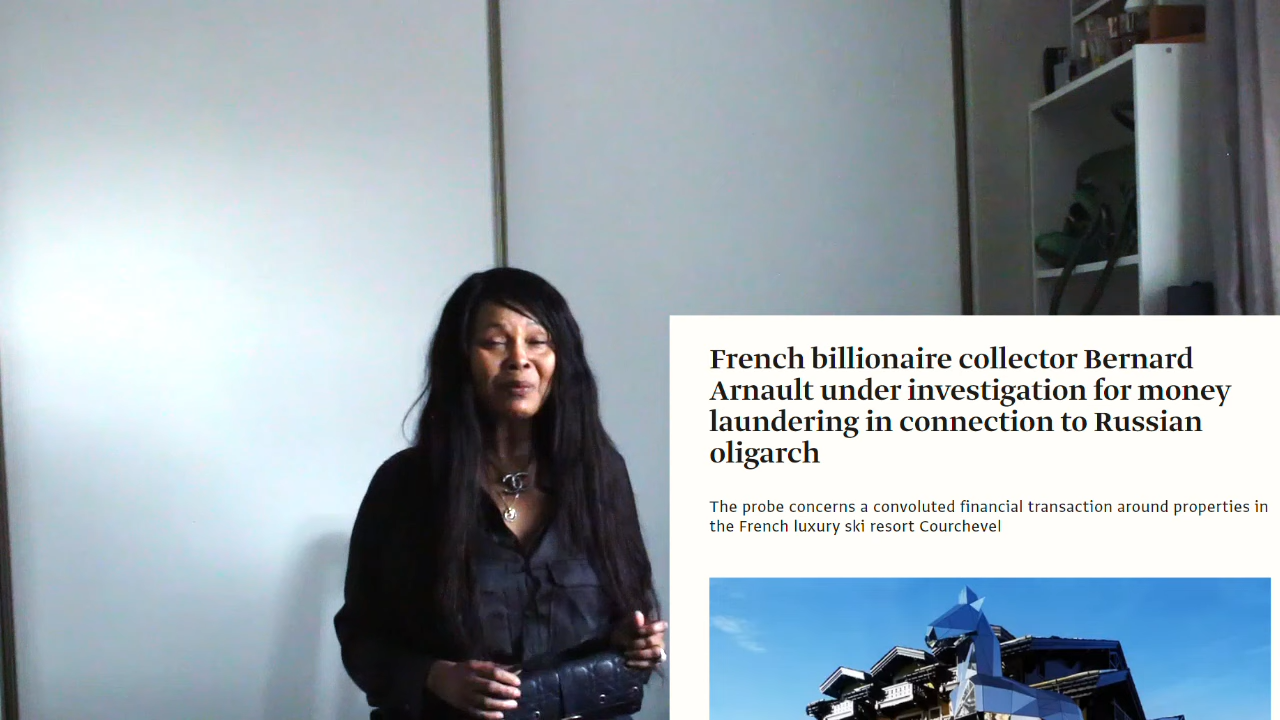 French billionaire collector Bernard
Arnault under investigation for money
laundering in connection to Russian
oligarch
The probe concerns a convoluted financial transaction around properties in
the French luxury ski resort Courchevel